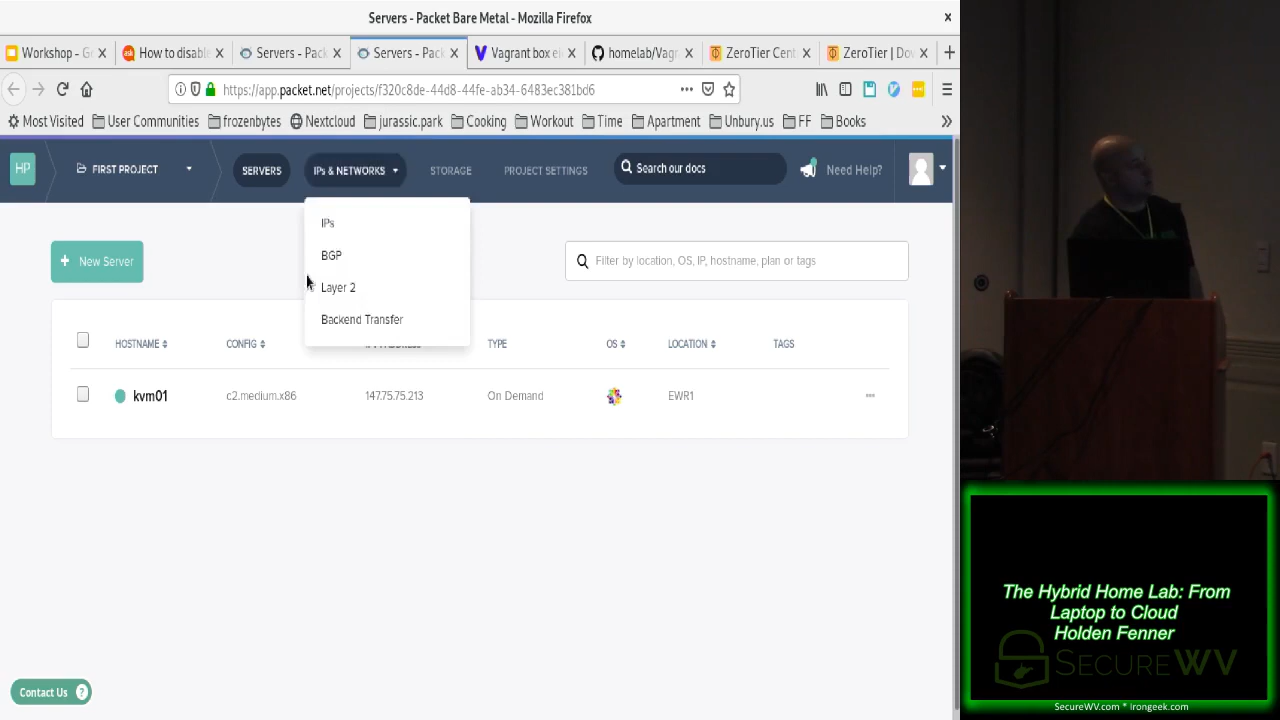 Servers - Packet Bare Metal - Mozilla Firefox
Workshop - G
How to disabl
Servers - Pack
Servers - Pack
Vagrant box e
homelab/Vagr
ZeroTier Cent
ZeroTier | Dow
https://app.packet.net/projects/f320c8de-44d8-44fe-ab34-6483ec381bd6
Most Visited
User Communities
frozenbytes
Nextcloud
jurassic.park
Cooking
Workout
Time
Apartment
Unbury.us
FF
Books
HP
FIRST PROJECT
SERVERS
IPs & NETWORKS
STORAGE
PROJECT SETTINGS
Search our docs
Need Help?
IPs
BGP
Layer 2
Backend Transfer
+ New Server
Filter by location, OS, IP, hostname, plan or tags
HOSTNAME
CONFIG
TYPE
OS
LOCATION
TAGS
kvm01
c2.medium.x86
147.75.75.213
On Demand
EWR1
Contact Us ?
The Hybrid Home Lab: From
Laptop to Cloud
Holden Fenner
SECUREWV
SecureWV.com * irongeek.com